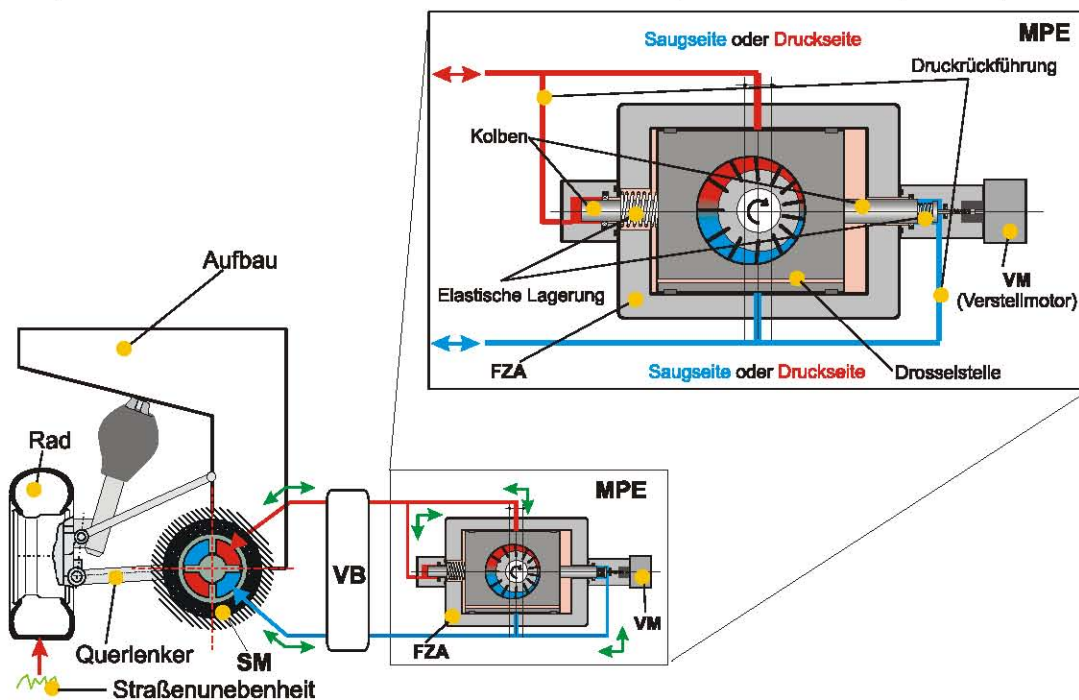 Saugseite oder Druckseite
MPE
Druckrückführung
Kolben
Elastische Lagerung
VM
(Verstellmotor)
FZA
Saugseite oder Druckseite
Drosselstelle
Aufbau
Rad
MPE
VB
VM
FZA
Querlenker
SM
Straßenunebenheit